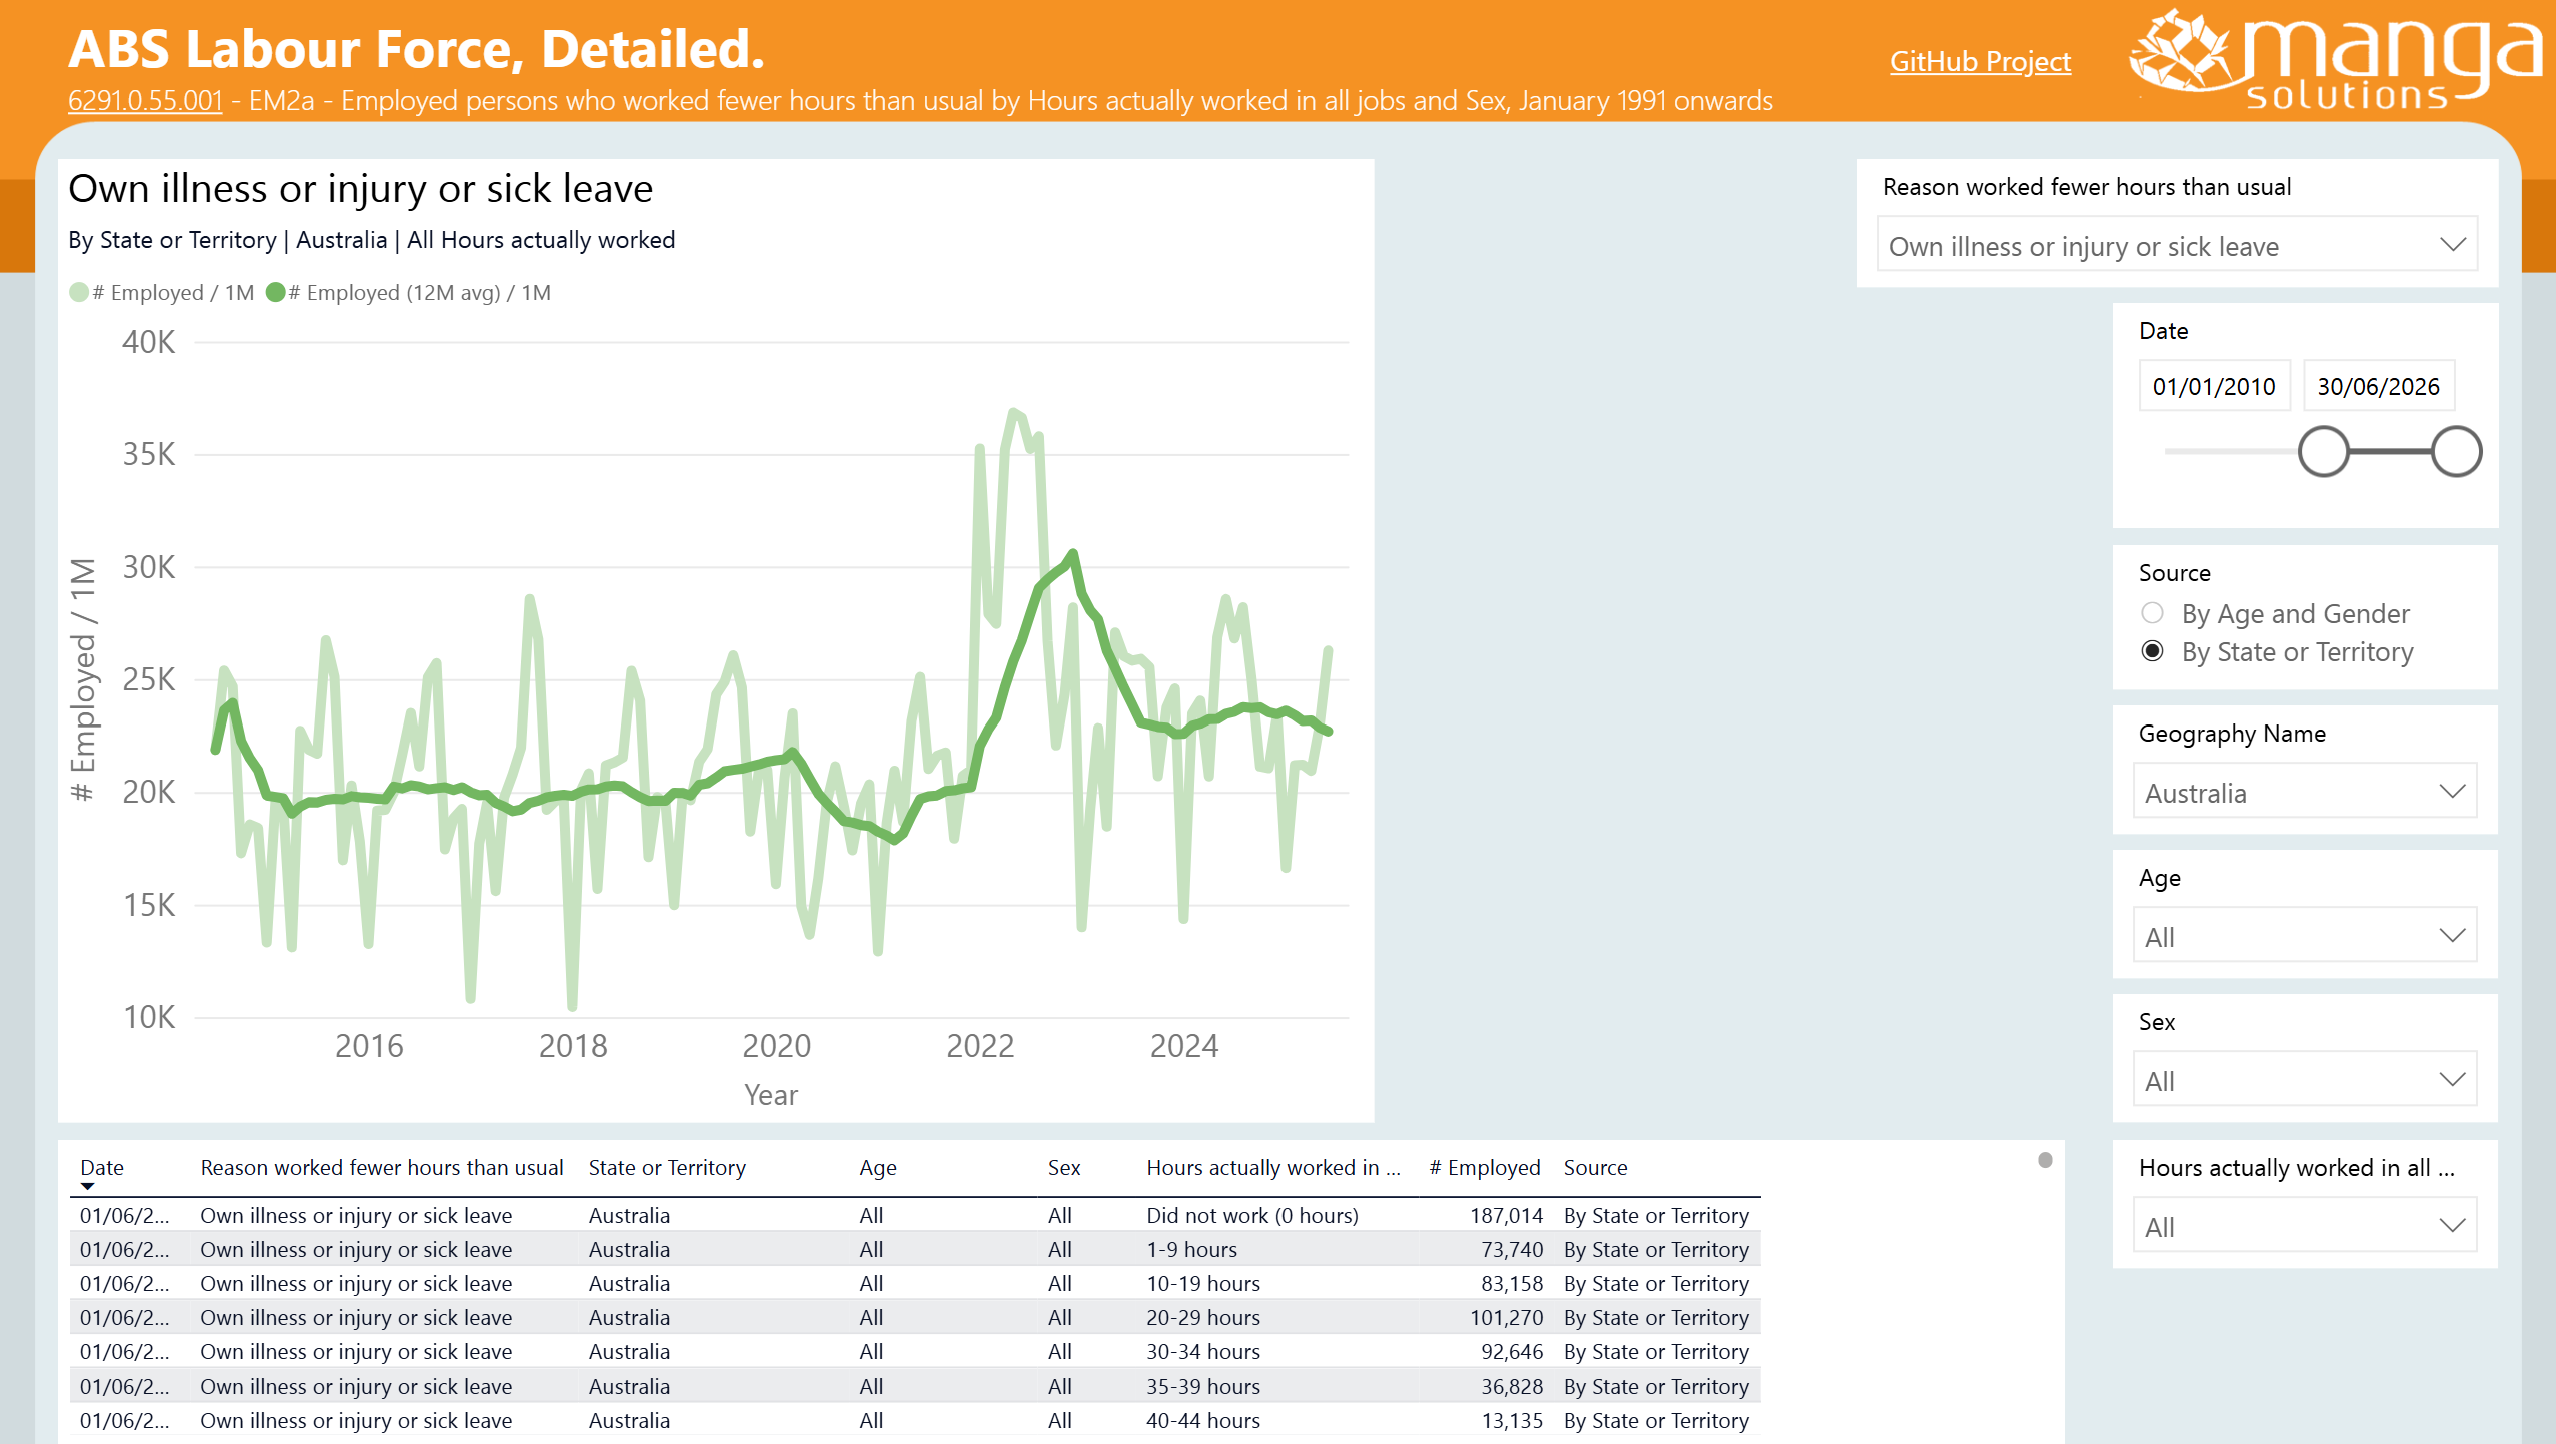 ABS Labour Force, Detailed.
6291.0.55.001 - EM2a - Employed persons who worked fewer hours than usual by Hours actually worked in all jobs and Sex, January 1991 onwards
GitHub Project
manga
solutions
Own illness or injury or sick leave
By State or Territory | Australia | All Hours actually worked
# Employed / 1M # Employed (12M avg) / 1M
# Employed / 1M
40K
35K
30K
25K
20K
15K
10K
2016 2018 2020 2022 2024
Year
Reason worked fewer hours than usual
Own illness or injury or sick leave
Date
01/01/2010 30/06/2026
Source
By Age and Gender
By State or Territory
Geography Name
Australia
Age
All
Sex
All
Hours actually worked in all ...
All
Date Reason worked fewer hours than usual State or Territory Age Sex Hours actually worked in ... # Employed Source
01/06/2... Own illness or injury or sick leave Australia All All Did not work (0 hours) 187,014 By State or Territory
01/06/2... Own illness or injury or sick leave Australia All All 1-9 hours 73,740 By State or Territory
01/06/2... Own illness or injury or sick leave Australia All All 10-19 hours 83,158 By State or Territory
01/06/2... Own illness or injury or sick leave Australia All All 20-29 hours 101,270 By State or Territory
01/06/2... Own illness or injury or sick leave Australia All All 30-34 hours 92,646 By State or Territory
01/06/2... Own illness or injury or sick leave Australia All All 35-39 hours 36,828 By State or Territory
01/06/2... Own illness or injury or sick leave Australia All All 40-44 hours 13,135 By State or Territory